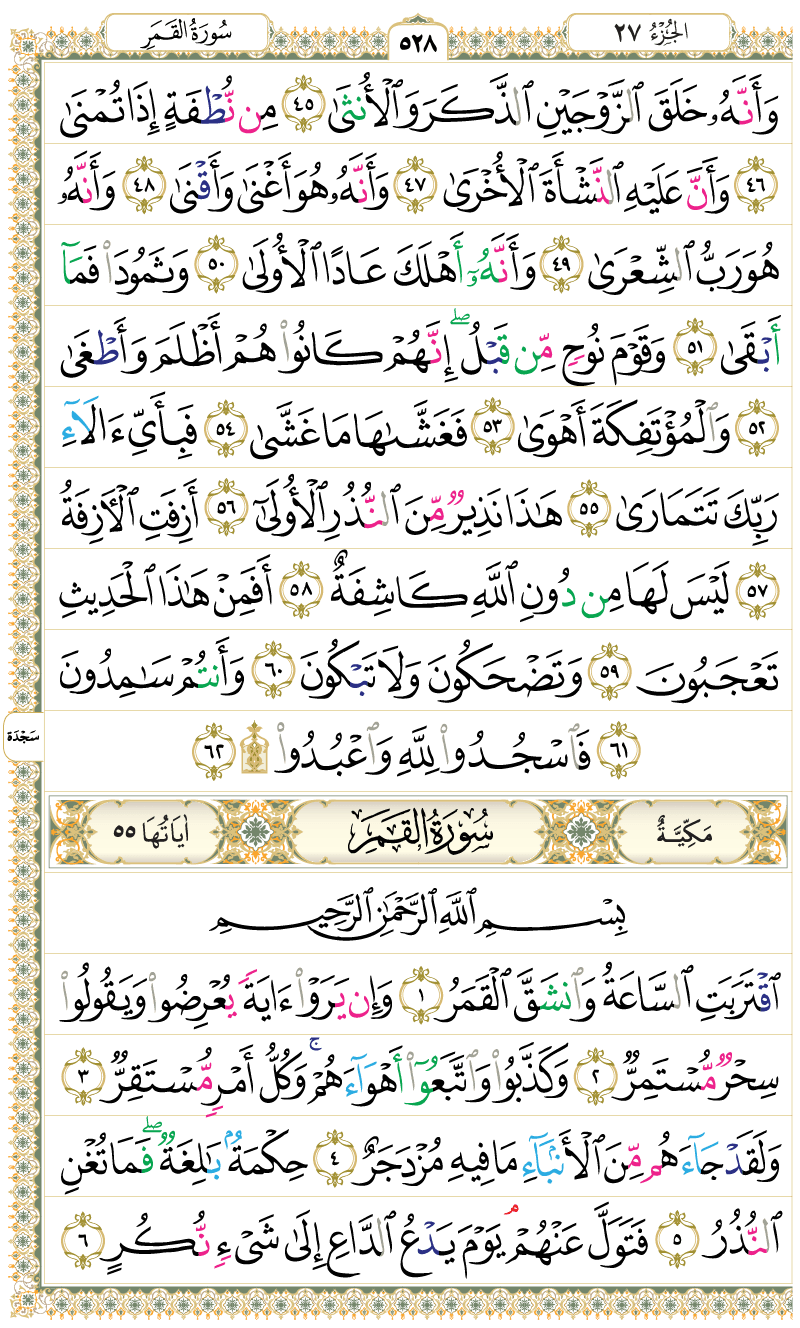 سُورَةُ القَمَرِ ٥٢٨ الجُزْءُ ٢٧
وَأَنَّهُۥ خَلَقَ ٱلزَّوْجَيْنِ ٱلذَّكَرَ وَٱلْأُنثَىٰ ٤٥ مِن نُّطْفَةٍ إِذَا تُمْنَىٰ
٤٦ وَأَنَّ عَلَيْهِ ٱلنَّشْأَةَ ٱلْأُخْرَىٰ ٤٧ وَأَنَّهُۥ هُوَ أَغْنَىٰ وَأَقْنَىٰ ٤٨ وَأَنَّهُۥ
هُوَ رَبُّ ٱلشِّعْرَىٰ ٤٩ وَأَنَّهُۥٓ أَهْلَكَ عَادًا ٱلْأُولَىٰ ٥٠ وَثَمُودَا۟ فَمَآ
أَبْقَىٰ ٥١ وَقَوْمَ نُوحٍ مِّن قَبْلُ ۖ إِنَّهُمْ كَانُوا۟ هُمْ أَظْلَمَ وَأَطْغَىٰ
٥٢ وَٱلْمُؤْتَفِكَةَ أَهْوَىٰ ٥٣ فَغَشَّىٰهَا مَا غَشَّىٰ ٥٤ فَبِأَىِّ ءَالَآءِ
رَبِّكَ تَتَمَارَىٰ ٥٥ هَٰذَا نَذِيرٌ مِّنَ ٱلنُّذُرِ ٱلْأُولَىٰٓ ٥٦ أَزِفَتِ ٱلْـَٔازِفَةُ
٥٧ لَيْسَ لَهَا مِن دُونِ ٱللَّهِ كَاشِفَةٌ ٥٨ أَفَمِنْ هَٰذَا ٱلْحَدِيثِ
تَعْجَبُونَ ٥٩ وَتَضْحَكُونَ وَلَا تَبْكُونَ ٦٠ وَأَنتُمْ سَٰمِدُونَ
٦١ فَٱسْجُدُوا۟ لِلَّهِ وَٱعْبُدُوا۟ ۩ ٦٢
سَجْدَة
مَكِّيَّةٌ سُورَةُ القَمَرِ اٰيَاتُهَا ٥٥
بِسْمِ ٱللَّهِ ٱلرَّحْمَٰنِ ٱلرَّحِيمِ
ٱقْتَرَبَتِ ٱلسَّاعَةُ وَٱنشَقَّ ٱلْقَمَرُ ١ وَإِن يَرَوْا۟ ءَايَةً يُعْرِضُوا۟ وَيَقُولُوا۟
سِحْرٌ مُّسْتَمِرٌّ ٢ وَكَذَّبُوا۟ وَٱتَّبَعُوٓا۟ أَهْوَآءَهُمْ ۚ وَكُلُّ أَمْرٍ مُّسْتَقِرٌّ ٣
وَلَقَدْ جَآءَهُم مِّنَ ٱلْأَنۢبَآءِ مَا فِيهِ مُزْدَجَرٌ ٤ حِكْمَةٌۢ بَٰلِغَةٌ ۖ فَمَا تُغْنِ
ٱلنُّذُرُ ٥ فَتَوَلَّ عَنْهُمْ ۘ يَوْمَ يَدْعُ ٱلدَّاعِ إِلَىٰ شَىْءٍ نُّكُرٍ ٦